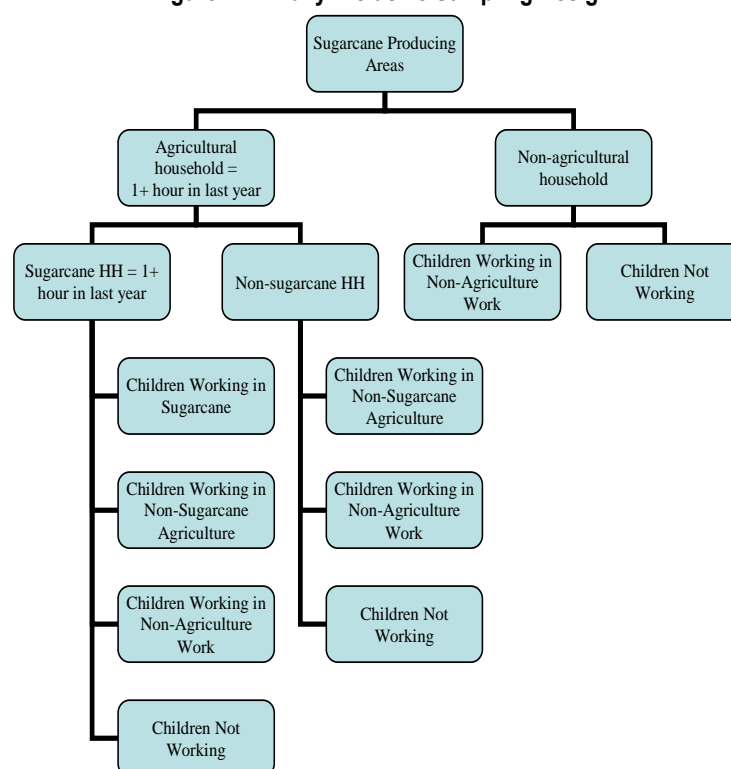 Sampling
Sugarcane Producing
Areas
Agricultural
household =
1+ hour in last year
Non-agricultural
household
Sugarcane HH = 1+
hour in last year
Non-sugarcane HH
Children Working in
Non-Agriculture
Work
Children Not
Working
Children Working in
Sugarcane
Children Working in
Non-Sugarcane
Agriculture
Children Working in
Non-Sugarcane
Agriculture
Children Working in
Non-Agriculture
Work
Children Working in
Non-Agriculture
Work
Children Not
Working
Children Not
Working